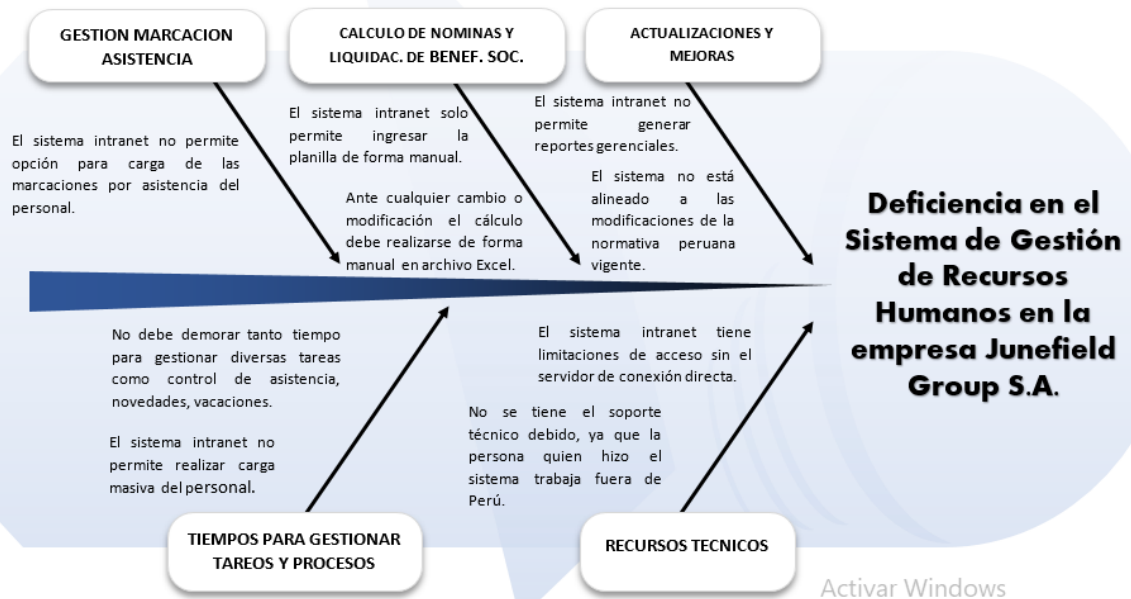 GESTION MARCACION
ASISTENCIA
CALCULO DE NOMINAS Y
LIQUIDAC. DE BENEF. SOC.
ACTUALIZACIONES Y
MEJORAS
El sistema intranet no permite
opción para carga de las
marcaciones por asistencia del
personal.
El sistema intranet solo
permite ingresar la
planilla de forma manual.
Ante cualquier cambio o
modificación el cálculo
debe realizarse de forma
manual en archivo Excel.
El sistema intranet no
permite generar
reportes gerenciales.
El sistema no está
alineado a las
modificaciones de la
normativa peruana
vigente.
Deficiencia en el
Sistema de Gestión
de Recursos
Humanos en la
empresa Junefield
Group S.A.
No debe demorar tanto tiempo
para gestionar diversas tareas
como control de asistencia,
novedades, vacaciones.
El sistema intranet no
permite realizar carga
masiva del personal.
El sistema intranet tiene
limitaciones de acceso sin el
servidor de conexión directa.
No se tiene el soporte
técnico debido, ya que la
persona quien hizo el
sistema trabaja fuera de
Perú.
TIEMPOS PARA GESTIONAR
TAREOS Y PROCESOS
RECURSOS TECNICOS
Activar Windows